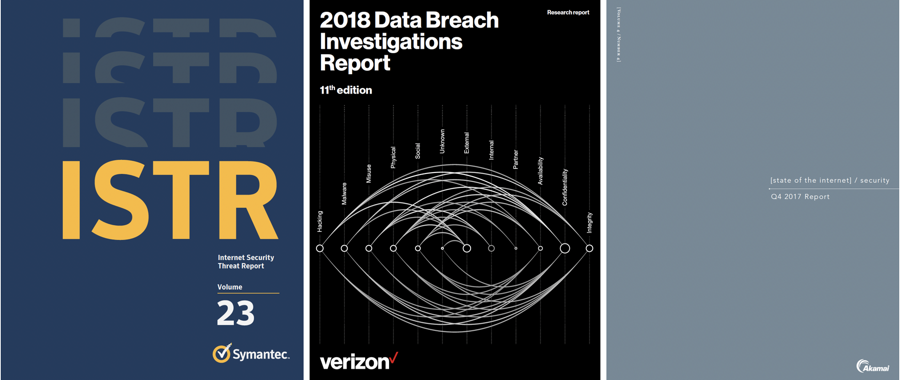 ISTR
ISTR
ISTR
ISTR
Internet Security
Threat Report
Volume
23
Symantec.
2018 Data Breach
Investigations
Report
11th edition
Research report
Hacking
Malware
Misuse
Physical
Social
Unknown
External
Internal
Partner
Availability
Confidentiality
Integrity
verizon✓
[state of the internet] / security
Q4 2017 Report
Akamai